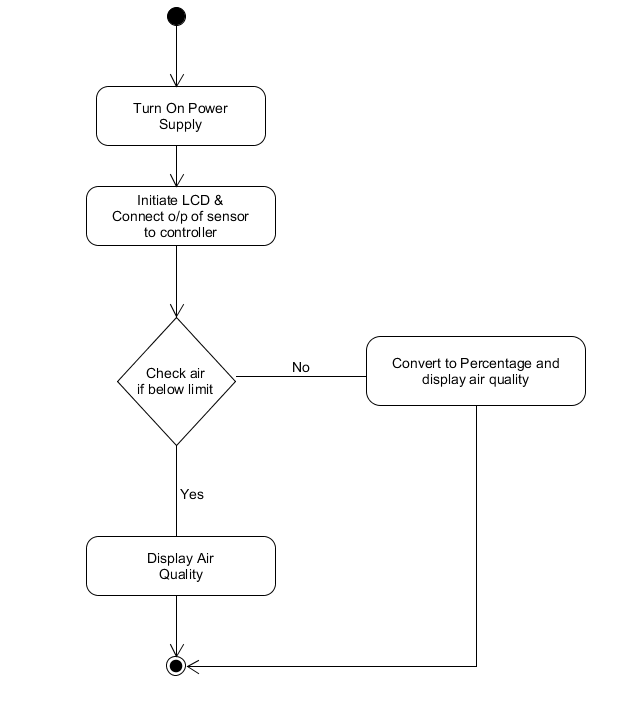 Turn On Power
Supply
Initiate LCD &
Connect o/p of sensor
to controller
Check air
if below limit
No
Convert to Percentage and
display air quality
Yes
Display Air
Quality